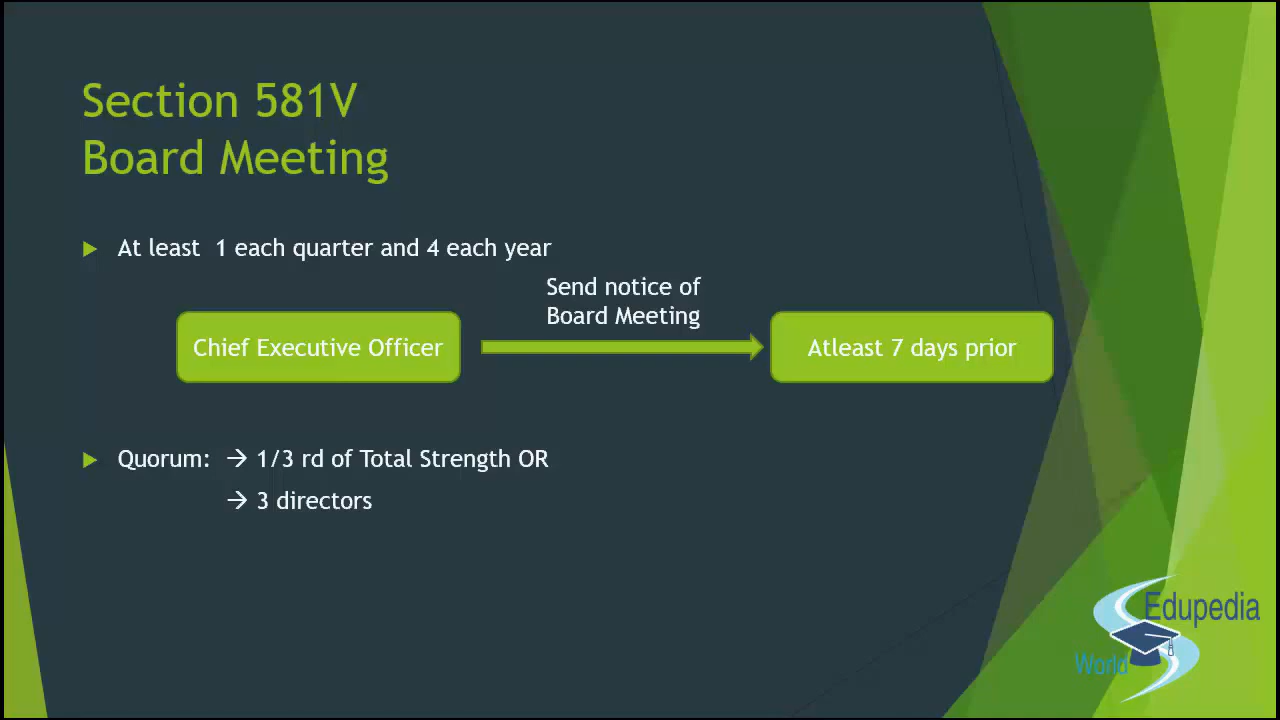 Section 581V
Board Meeting
At least  1 each quarter and 4 each year
Send notice of
Board Meeting
Chief Executive Officer
Atleast 7 days prior
Quorum: → 1/3 rd of Total Strength OR
→ 3 directors
Edupedia
World